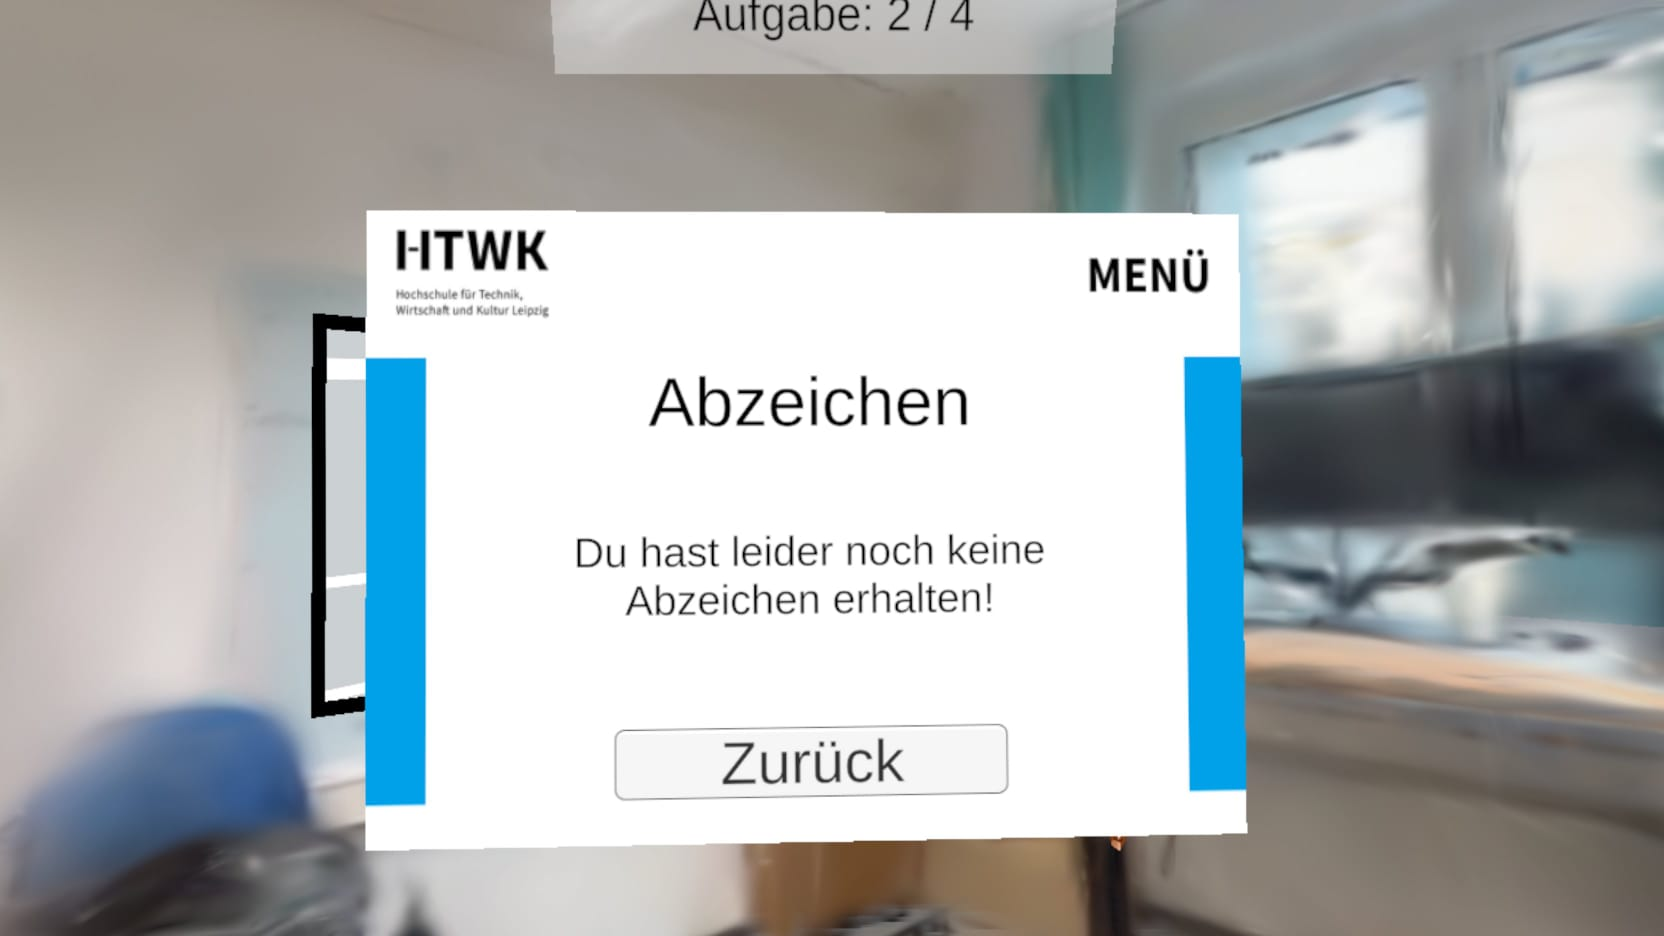 Aufgabe: 2 / 4
HTWK
Hochschule für Technik,
Wirtschaft und Kultur Leipzig
MENÜ
Abzeichen
Du hast leider noch keine
Abzeichen erhalten!
Zurück